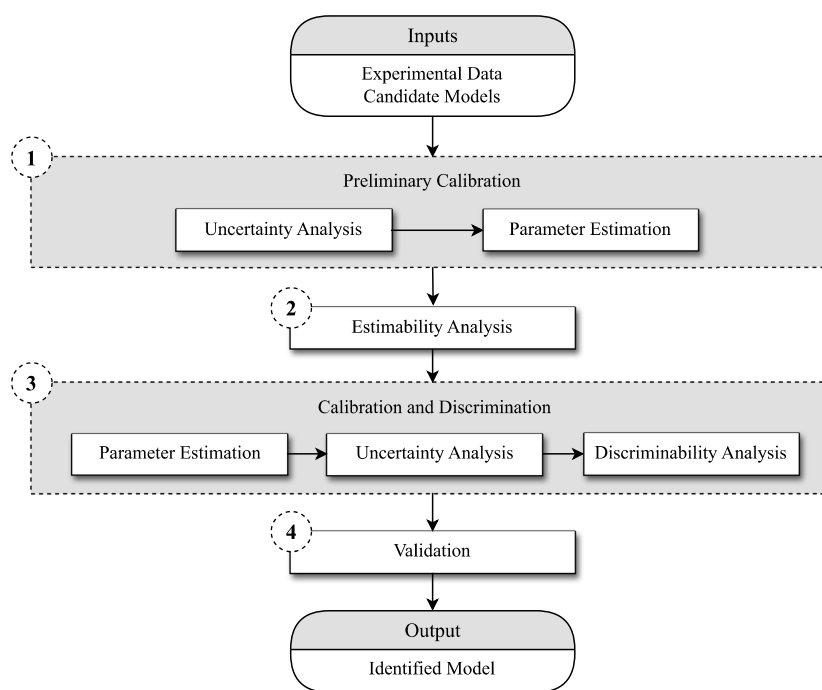 Inputs
Experimental Data
Candidate Models
1
Preliminary Calibration
Uncertainty Analysis
Parameter Estimation
2
Estimability Analysis
3
Calibration and Discrimination
Parameter Estimation
Uncertainty Analysis
Discriminability Analysis
4
Validation
Output
Identified Model